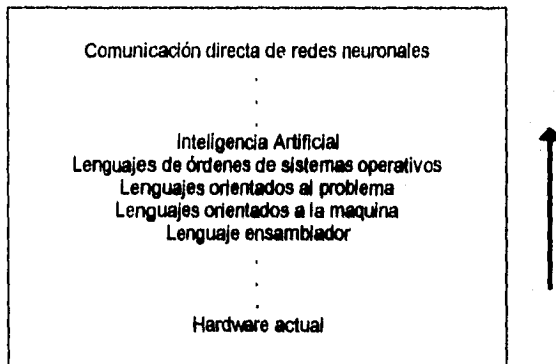 Comunicación directa de redes neuronales
.
.
.
Inteligencia Artificial
Lenguajes de órdenes de sistemas operativos
Lenguajes orientados al problema
Lenguajes orientados a la maquina
Lenguaje ensamblador
.
.
.
Hardware actual